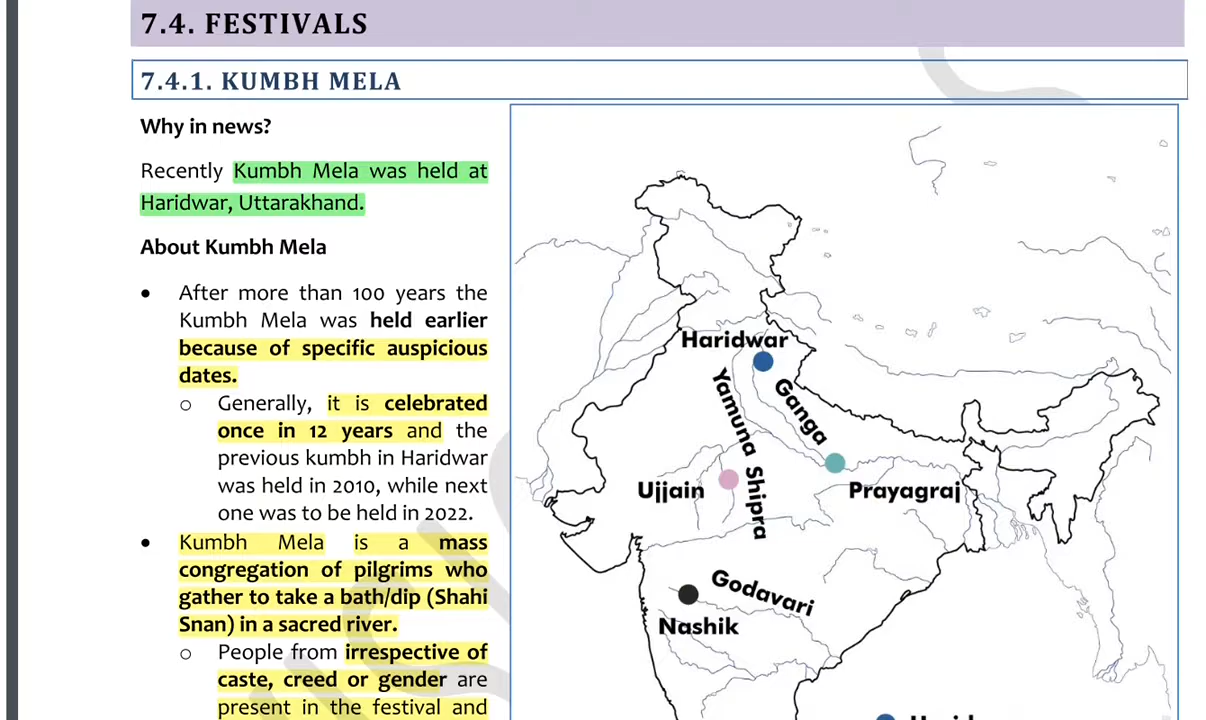 7.4. FESTIVALS
7.4.1. KUMBH MELA
Why in news?
Recently Kumbh Mela was held at
Haridwar, Uttarakhand.
About Kumbh Mela
• After more than 100 years the
Kumbh Mela was held earlier
because of specific auspicious
dates.
o Generally, it is celebrated
once in 12 years and the
previous kumbh in Haridwar
was held in 2010, while next
one was to be held in 2022.
• Kumbh Mela is a mass
congregation of pilgrims who
gather to take a bath/dip (Shahi
Snan) in a sacred river.
o People from irrespective of
caste, creed or gender are
present in the festival and
Haridwar
Yamuna
Ganga
Ujjain
Shipra
Prayagraj
Godavari
Nashik